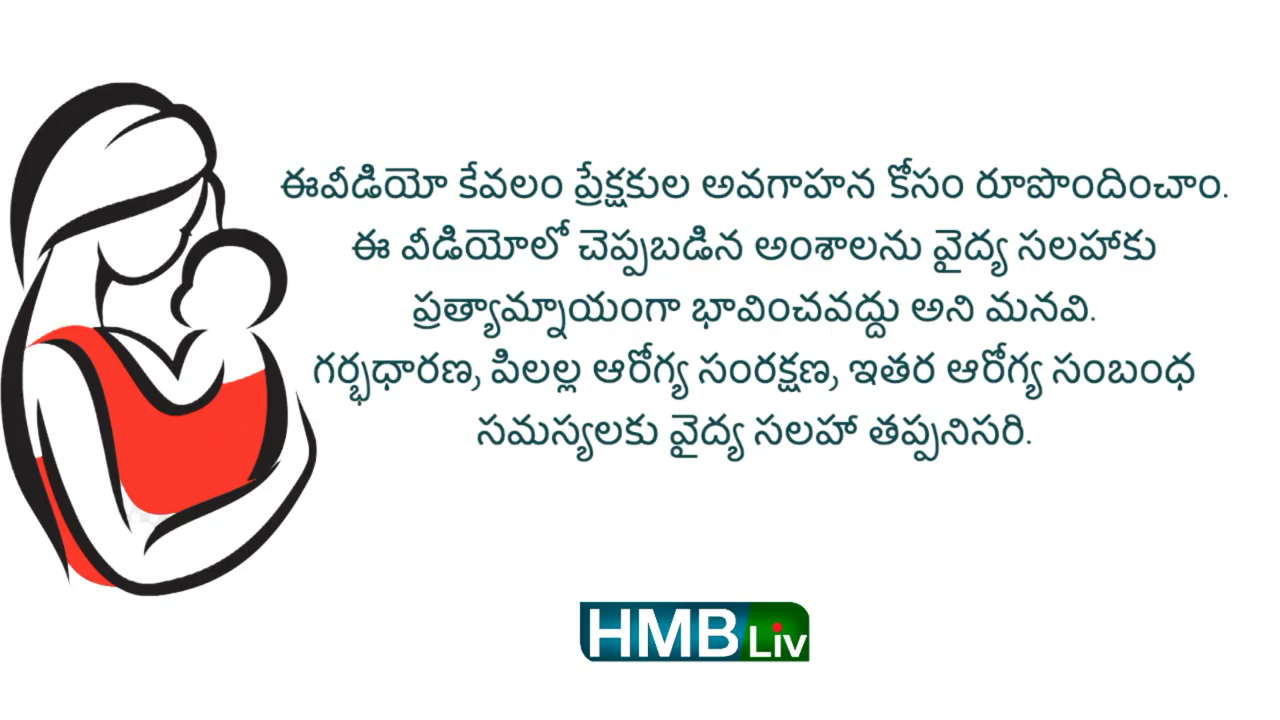 ఈవీడియో కేవలం ప్రేక్షకుల అవగాహన కోసం రూపొందించాం.
ఈ వీడియోలో చెప్పబడిన అంశాలను వైద్య సలహాకు
ప్రత్యామ్నాయంగా భావించవద్దు అని మనవి.
గర్భధారణ, పిలల్ల ఆరోగ్య సంరక్షణ, ఇతర ఆరోగ్య సంబంధ
సమస్యలకు వైద్య సలహా తప్పనిసరి.
HMB Liv